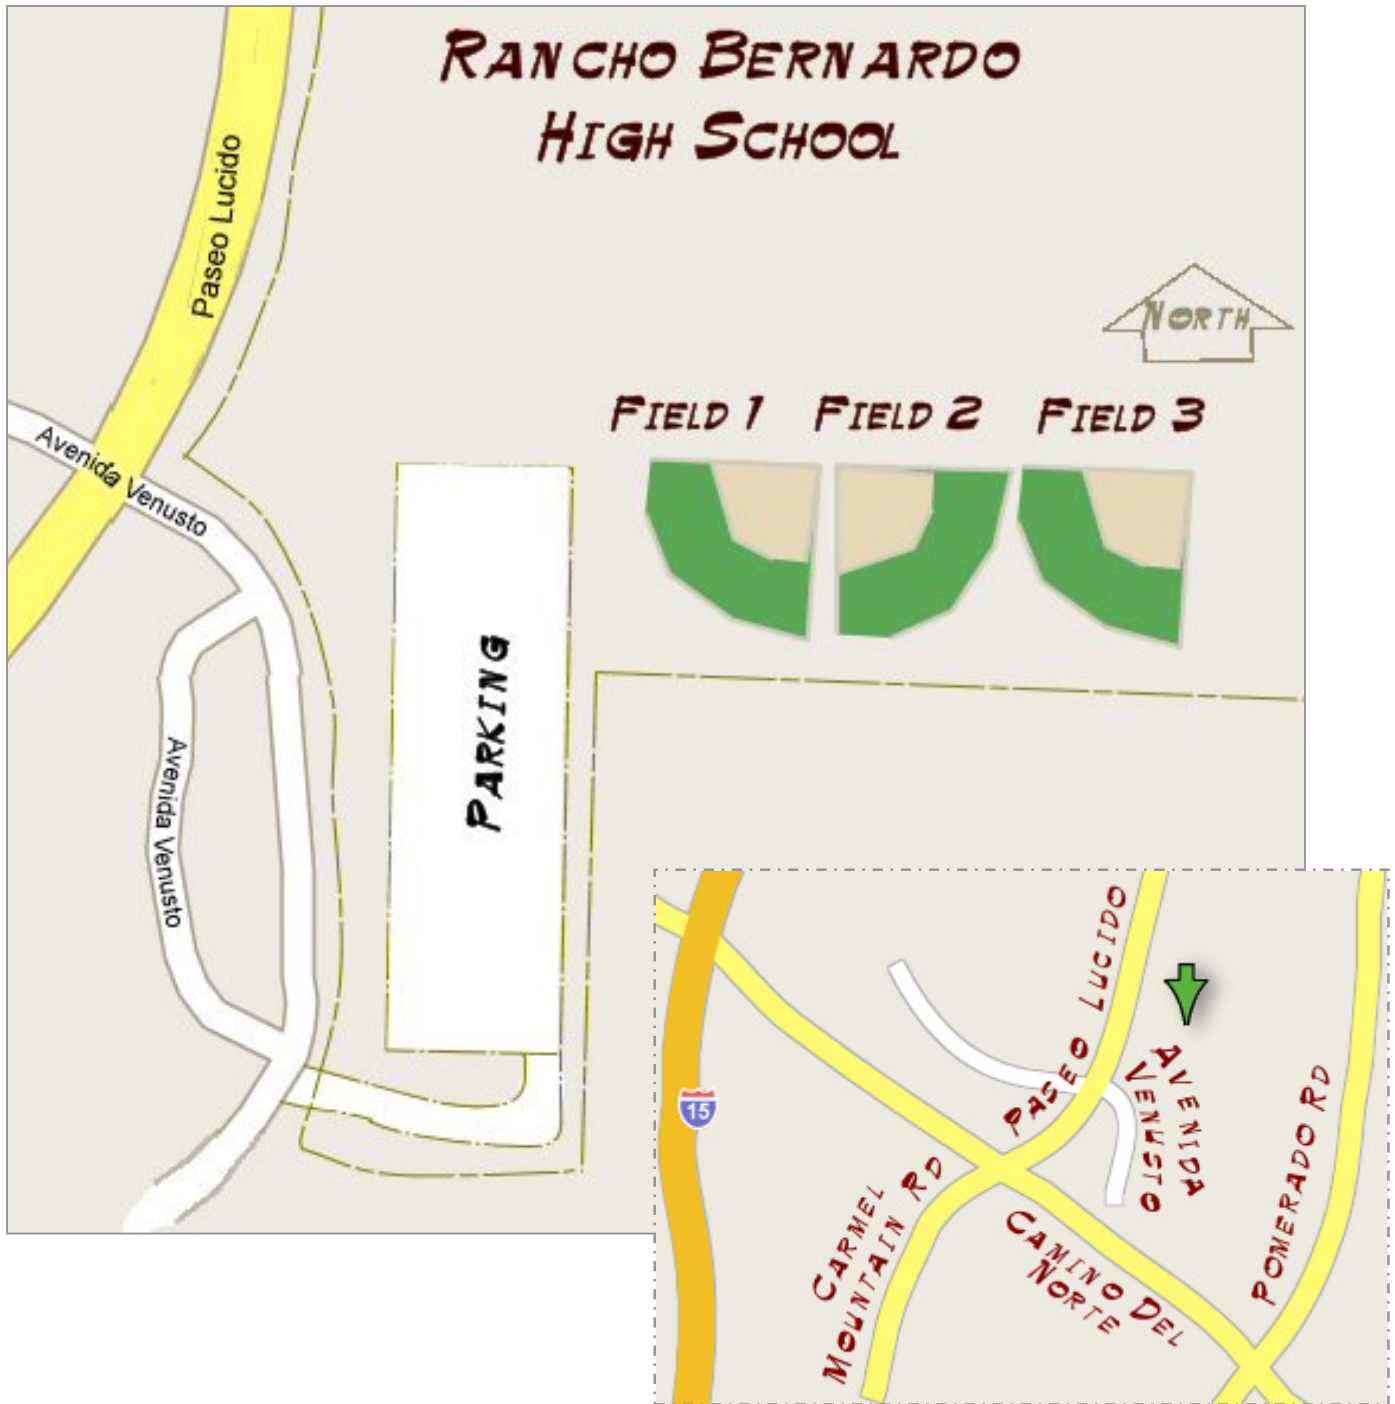 RANCHO BERNARDO
HIGH SCHOOL
Paseo Lucido
NORTH
FIELD 1
FIELD 2
FIELD 3
Avenida Venusto
PARKING
Avenida Venusto
PASEO LUCIDO
AVENIDA
VENUSTO
15
POMERADO RD
CARMEL
MOUNTAIN RD
CAMINO DEL
NORTE